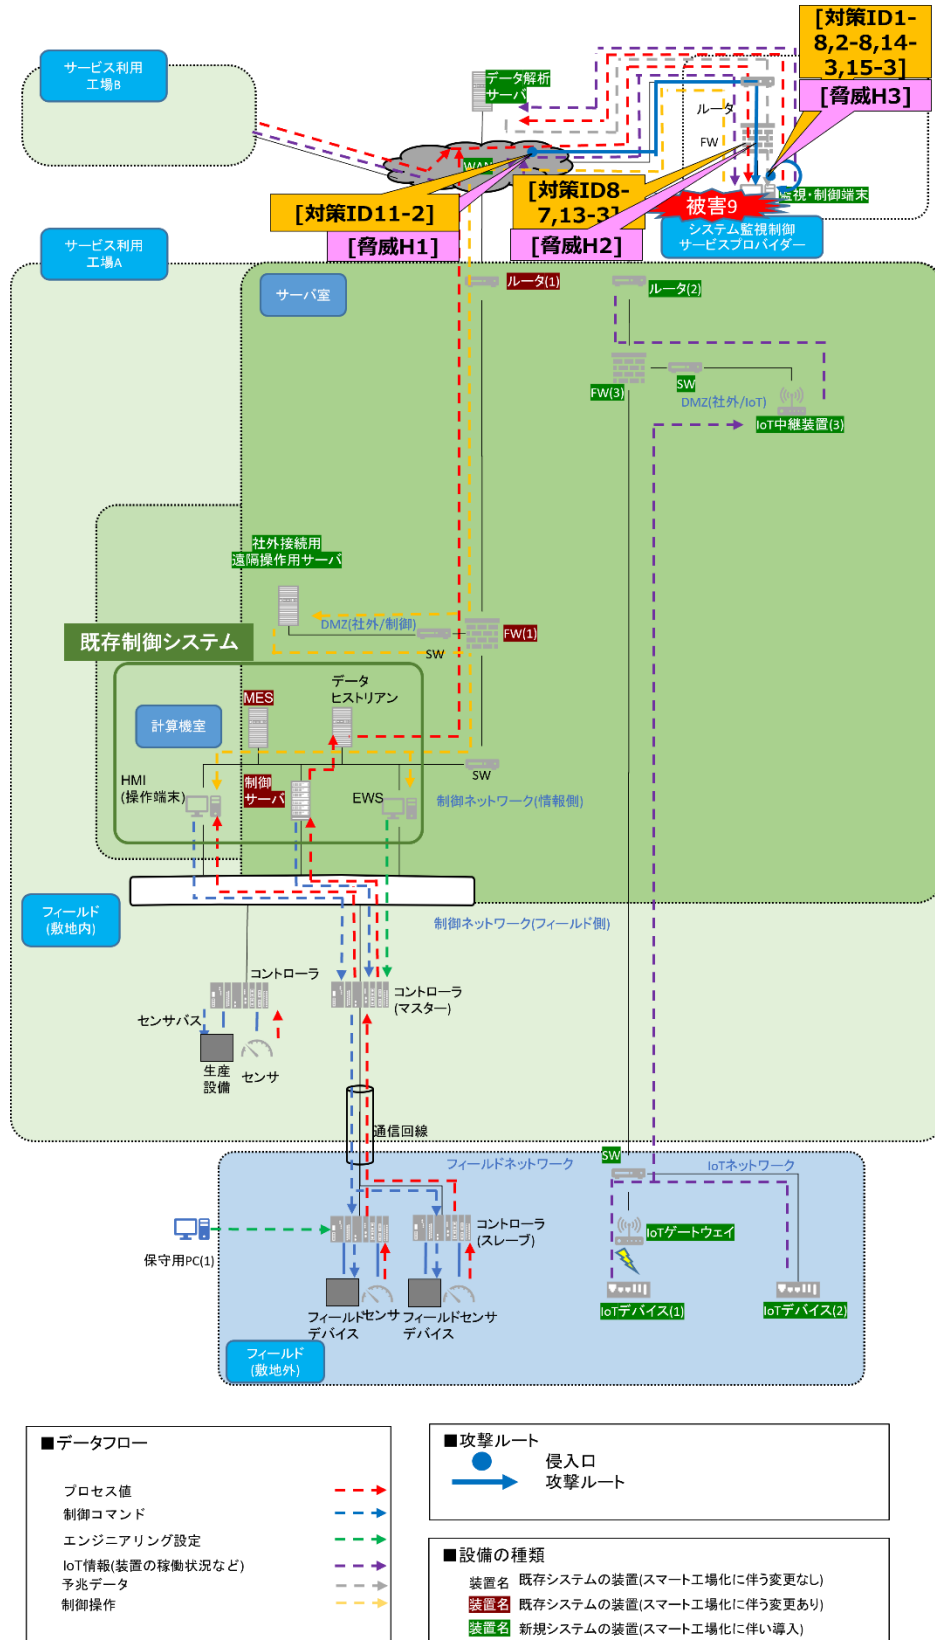 [対策ID1-
8,2-8,14-
3,15-3]
[脅威H3]
サービス利用
工場B
データ解析
サーバ
ルータ
FW
WAN
監視・制御端末
[対策ID11-2]
[対策ID8-
7,13-3]
被害9
[脅威H1]
[脅威H2]
システム監視制御
サービスプロバイダー
サービス利用
工場A
サーバ室
ルータ(1)
ルータ(2)
FW(3)
SW
DMZ(社外/IoT)
IoT中継装置(3)
社外接続用
遠隔操作用サーバ
DMZ(社外/制御)
SW
FW(1)
既存制御システム
MES
データ
ヒストリアン
計算機室
SW
HMI
(操作端末)
制御
サーバ
EWS
制御ネットワーク(情報側)
フィールド
(敷地内)
制御ネットワーク(フィールド側)
コントローラ
コントローラ
(マスター)
センサバス
生産
設備
センサ
通信回線
フィールドネットワーク
SW
IoTネットワーク
保守用PC(1)
コントローラ
(スレーブ)
IoTゲートウェイ
フィールド
デバイス
センサ
フィールド
デバイス
センサ
IoTデバイス(1)
IoTデバイス(2)
フィールド
(敷地外)
■データフロー
プロセス値
制御コマンド
エンジニアリング設定
IoT情報(装置の稼働状況など)
予兆データ
制御操作
■攻撃ルート
侵入口
攻撃ルート
■設備の種類
装置名 既存システムの装置(スマート工場化に伴う変更なし)
装置名 既存システムの装置(スマート工場化に伴う変更あり)
装置名 新規システムの装置(スマート工場化に伴い導入)